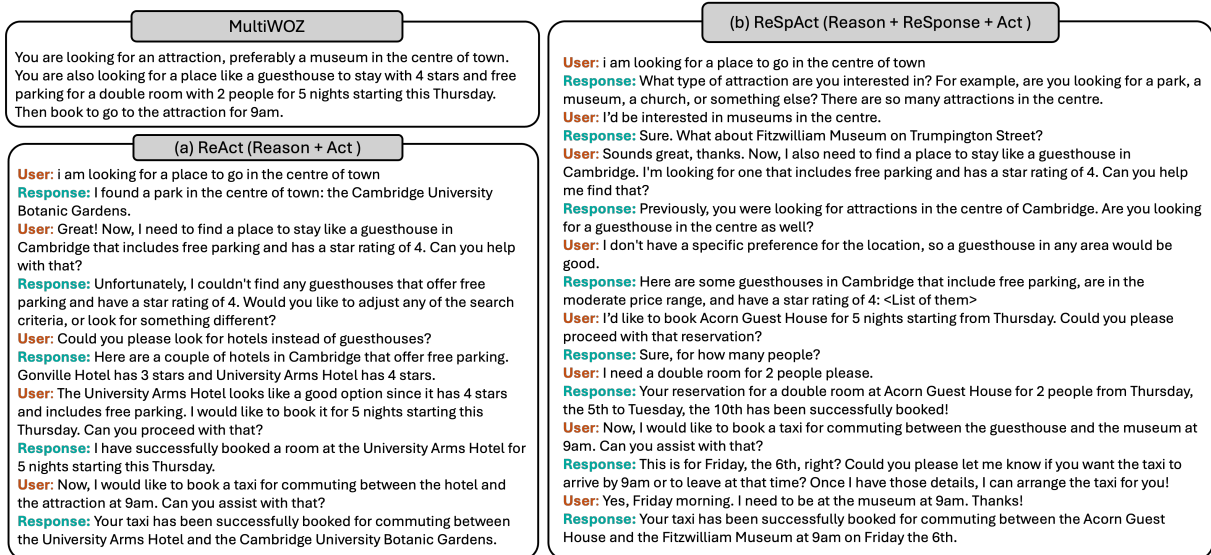 MultiWOZ
You are looking for an attraction, preferably a museum in the centre of town.
You are also looking for a place like a guesthouse to stay with 4 stars and free
parking for a double room with 2 people for 5 nights starting this Thursday.
Then book to go to the attraction for 9am.
(a) ReAct (Reason + Act )
User: i am looking for a place to go in the centre of town
Response: I found a park in the centre of town: the Cambridge University
Botanic Gardens.
User: Great! Now, I need to find a place to stay like a guesthouse in
Cambridge that includes free parking and has a star rating of 4. Can you help
with that?
Response: Unfortunately, I couldn't find any guesthouses that offer free
parking and have a star rating of 4. Would you like to adjust any of the search
criteria, or look for something different?
User: Could you please look for hotels instead of guesthouses?
Response: Here are a couple of hotels in Cambridge that offer free parking.
Gonville Hotel has 3 stars and University Arms Hotel has 4 stars.
User: The University Arms Hotel looks like a good option since it has 4 stars
and includes free parking. I would like to book it for 5 nights starting this
Thursday. Can you proceed with that?
Response: I have successfully booked a room at the University Arms Hotel for
5 nights starting this Thursday.
User: Now, I would like to book a taxi for commuting between the hotel and
the attraction at 9am. Can you assist with that?
Response: Your taxi has been successfully booked for commuting between
the University Arms Hotel and the Cambridge University Botanic Gardens.
(b) ReSpAct (Reason + ReSponse + Act )
User: i am looking for a place to go in the centre of town
Response: What type of attraction are you interested in? For example, are you looking for a park, a
museum, a church, or something else? There are so many attractions in the centre.
User: I'd be interested in museums in the centre.
Response: Sure. What about Fitzwilliam Museum on Trumpington Street?
User: Sounds great, thanks. Now, I also need to find a place to stay like a guesthouse in
Cambridge. I'm looking for one that includes free parking and has a star rating of 4. Can you help
me find that?
Response: Previously, you were looking for attractions in the centre of Cambridge. Are you looking
for a guesthouse in the centre as well?
User: I don't have a specific preference for the location, so a guesthouse in any area would be
good.
Response: Here are some guesthouses in Cambridge that include free parking, are in the
moderate price range, and have a star rating of 4: <List of them>
User: I'd like to book Acorn Guest House for 5 nights starting from Thursday. Could you please
proceed with that reservation?
Response: Sure, for how many people?
User: I need a double room for 2 people please.
Response: Your reservation for a double room at Acorn Guest House for 2 people from Thursday,
the 5th to Tuesday, the 10th has been successfully booked!
User: Now, I would like to book a taxi for commuting between the guesthouse and the museum at
9am. Can you assist with that?
Response: This is for Friday, the 6th, right? Could you please let me know if you want the taxi to
arrive by 9am or to leave at that time? Once I have those details, I can arrange the taxi for you!
User: Yes, Friday morning. I need to be at the museum at 9am. Thanks!
Response: Your taxi has been successfully booked for commuting between the Acorn Guest
House and the Fitzwilliam Museum at 9am on Friday the 6th.